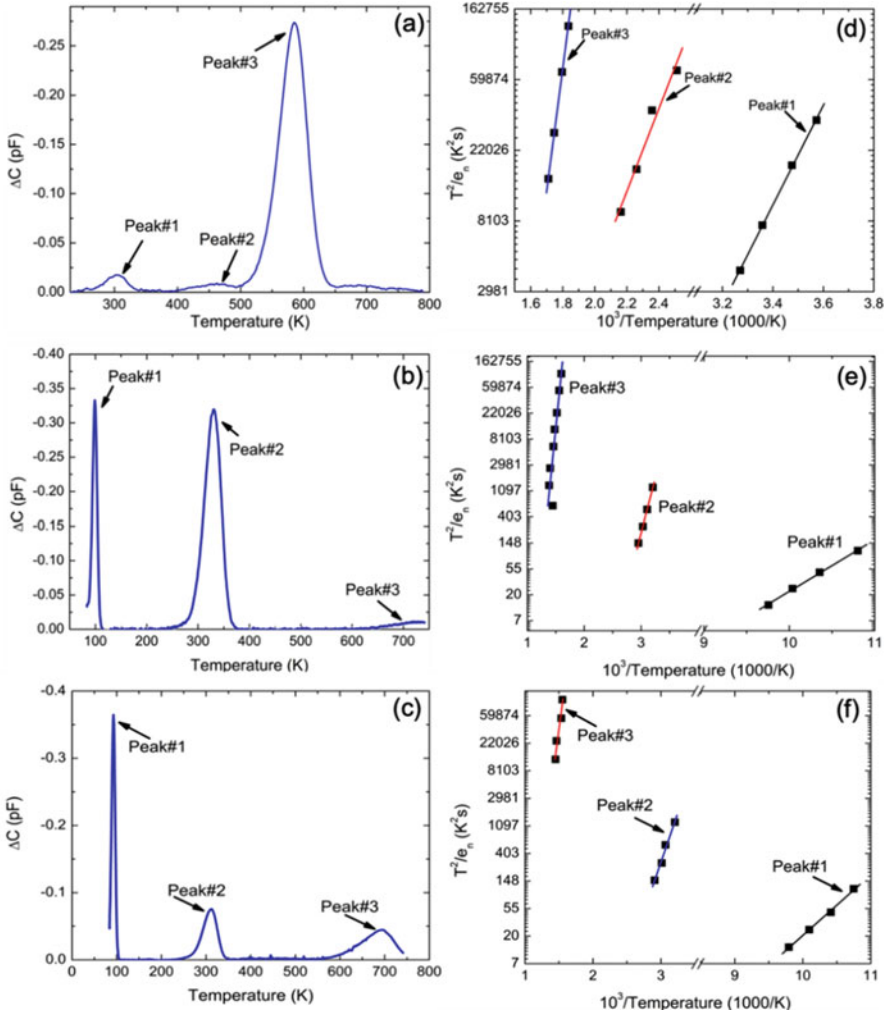 (a)
-0.25
-0.20
-0.15
-0.10
-0.05
0.00
ΔC (pF)
Peak#3
Peak#1
Peak#2
300 400 500 600 700 800
Temperature (K)
(d)
162755
59874
22026
8103
2981
T²/eₙ (K²s)
Peak#3
Peak#2
Peak#1
1.5 1.8 2.1 2.4 3.2 3.4 3.6 3.8
10³/Temperature (1000/K)
(b)
-0.40
-0.35
-0.30
-0.25
-0.20
-0.15
-0.10
-0.05
0.00
ΔC (pF)
Peak#1
Peak#2
Peak#3
100 200 300 400 500 600 700
Temperature (K)
(e)
162755
59874
22026
8103
2981
1097
403
148
55
20
7
T²/eₙ (K²s)
Peak#3
Peak#2
Peak#1
1 2 3 9 10 11
10³/Temperature (1000/K)
(c)
-0.4
-0.3
-0.2
-0.1
0.0
ΔC (pF)
Peak#1
Peak#2
Peak#3
0 100 200 300 400 500 600 700 800
Temperature (K)
(f)
59874
22026
8103
2981
1097
403
148
55
20
7
T²/eₙ (K²s)
Peak#3
Peak#2
Peak#1
1 2 3 9 10 11
10³/Temperature (1000/K)